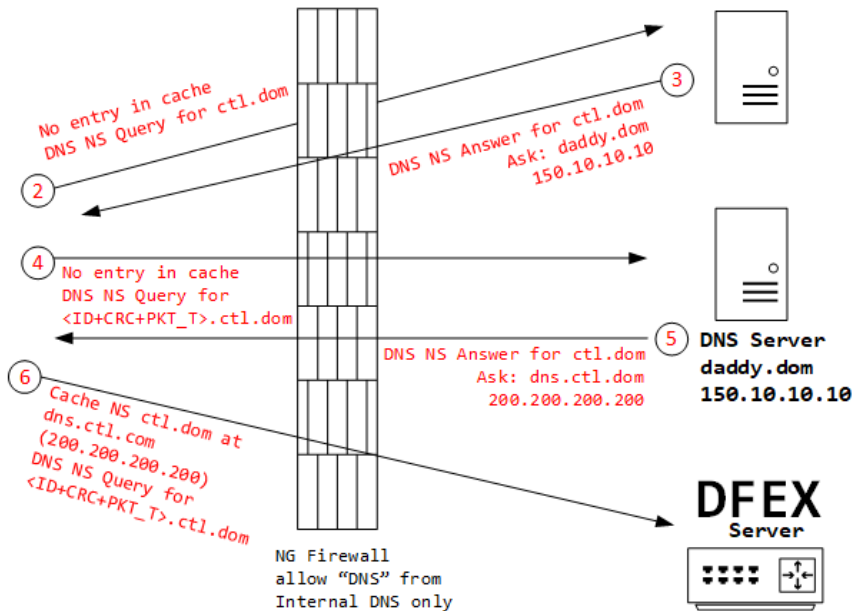 2
No entry in cache
DNS NS Query for ctl.dom
3
DNS NS Answer for ctl.dom
Ask: daddy.dom
150.10.10.10
4
No entry in cache
DNS NS Query for
<ID+CRC+PKT_T>.ctl.dom
5
DNS NS Answer for ctl.dom
Ask: dns.ctl.dom
200.200.200.200
DNS Server
daddy.dom
150.10.10.10
6
Cache NS ctl.dom at
dns.ctl.com
(200.200.200.200)
DNS NS Query for
<ID+CRC+PKT_T>.ctl.dom
DFEX
Server
NG Firewall
allow “DNS” from
Internal DNS only